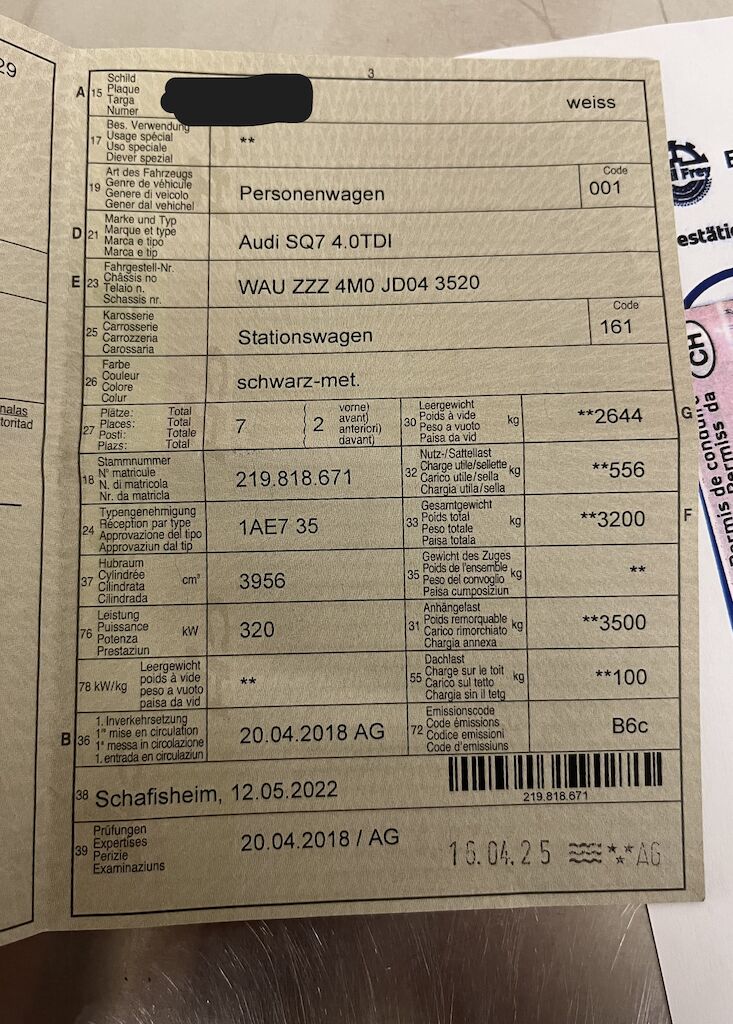 29
3
A 15 Schild
Plaque
Targa
Numer
weiss
17 Bes. Verwendung
Usage spécial
Uso speciale
Diever spezial
**
19 Art des Fahrzeugs
Genre de véhicule
Genere di veicolo
Gener dal vehichel
Personenwagen
Code
001
D 21 Marke und Typ
Marque et type
Marca e tipo
Marca e tip
Audi SQ7 4.0TDI
E 23 Fahrgestell-Nr.
Châssis no
Telaio n.
Schassis nr.
WAU ZZZ 4M0 JD04 3520
25 Karosserie
Carrosserie
Carrozzeria
Carossaria
Stationswagen
Code
161
26 Farbe
Couleur
Colore
Colur
schwarz-met.
27 Plätze: Total
Places: Total
Posti: Totale
Plazs: Total
7
2
vorne)
avant)
anteriori)
davant)
30 Leergewicht
Poids à vide
Peso a vuoto
Paisa da vid
kg
**2644
G
18 Stammnummer
N° matricule
N. di matricola
Nr. da matricla
219.818.671
32 Nutz-/Sattellast
Charge utile/sellette
Carico utile/sella
Chargia utila/sella
kg
**556
24 Typengenehmigung
Réception par type
Approvazione del tipo
Approvaziun dal tip
1AE7 35
33 Gesamtgewicht
Poids total
Peso totale
Paisa totala
kg
**3200
F
37 Hubraum
Cylindrée
Cilindrata
Cilindrada
cm³
3956
35 Gewicht des Zuges
Poids de l'ensemble
Peso del convoglio
Paisa cumposiziun
kg
**
76 Leistung
Puissance
Potenza
Prestaziun
kW
320
31 Anhängelast
Poids remorquable
Carico rimorchiato
Chargia annexa
kg
**3500
78 kW/kg
Leergewicht
poids à vide
peso a vuoto
paisa da vid
**
55 Dachlast
Charge sur le toit
Carico sul tetto
Chargia sin il tetg
kg
**100
B 36 1. Inverkehrsetzung
1re mise en circulation
1a messa in circolazione
1. entrada en circulaziun
20.04.2018 AG
72 Emissionscode
Code émissions
Codice emissioni
Code d'emissiuns
B6c
38 Schafisheim, 12.05.2022
219.818.671
39 Prüfungen
Expertises
Perizie
Examinaziuns
20.04.2018 / AG
16.04.25 AG
nalas
toritad
i Frey
estätig
CH
Permis de conduire
Permiss da